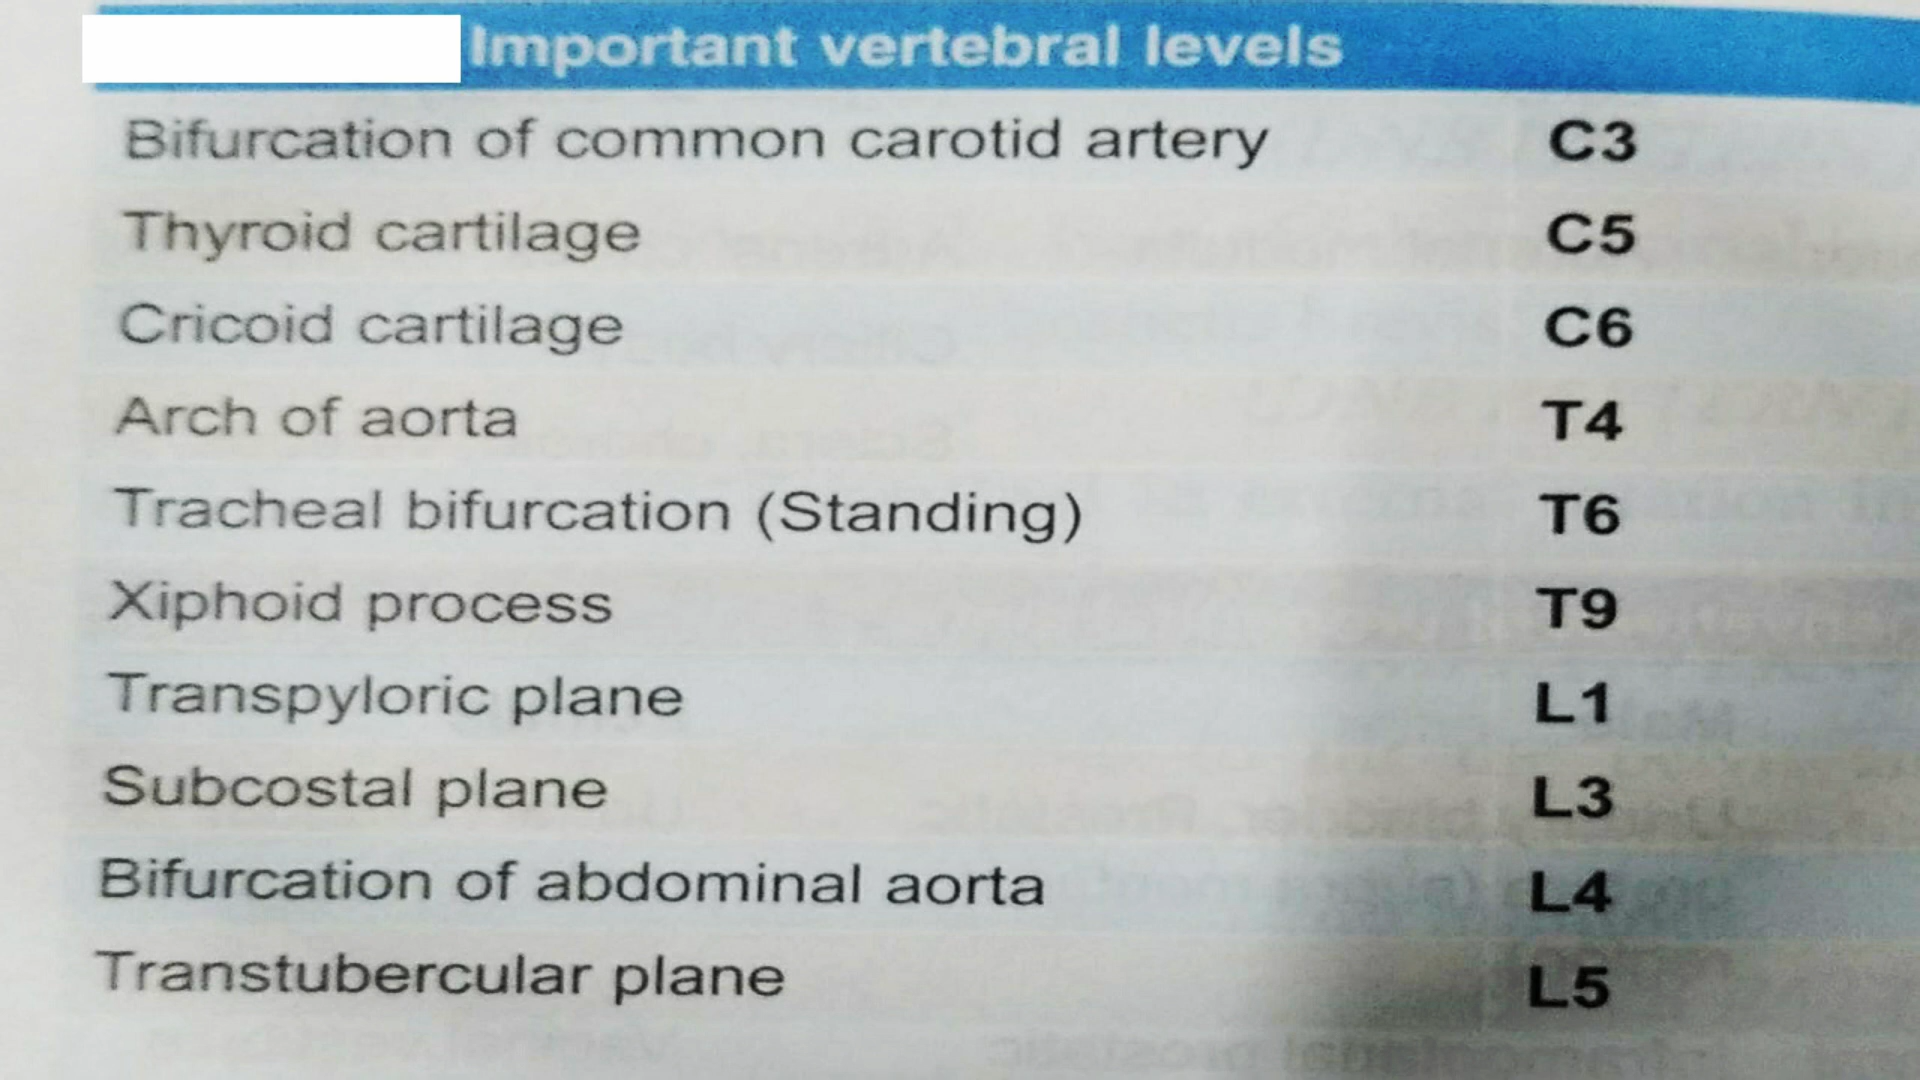 Important vertebral levels
Bifurcation of common carotid artery C3
Thyroid cartilage C5
Cricoid cartilage C6
Arch of aorta T4
Tracheal bifurcation (Standing) T6
Xiphoid process T9
Transpyloric plane L1
Subcostal plane L3
Bifurcation of abdominal aorta L4
Transtubercular plane L5